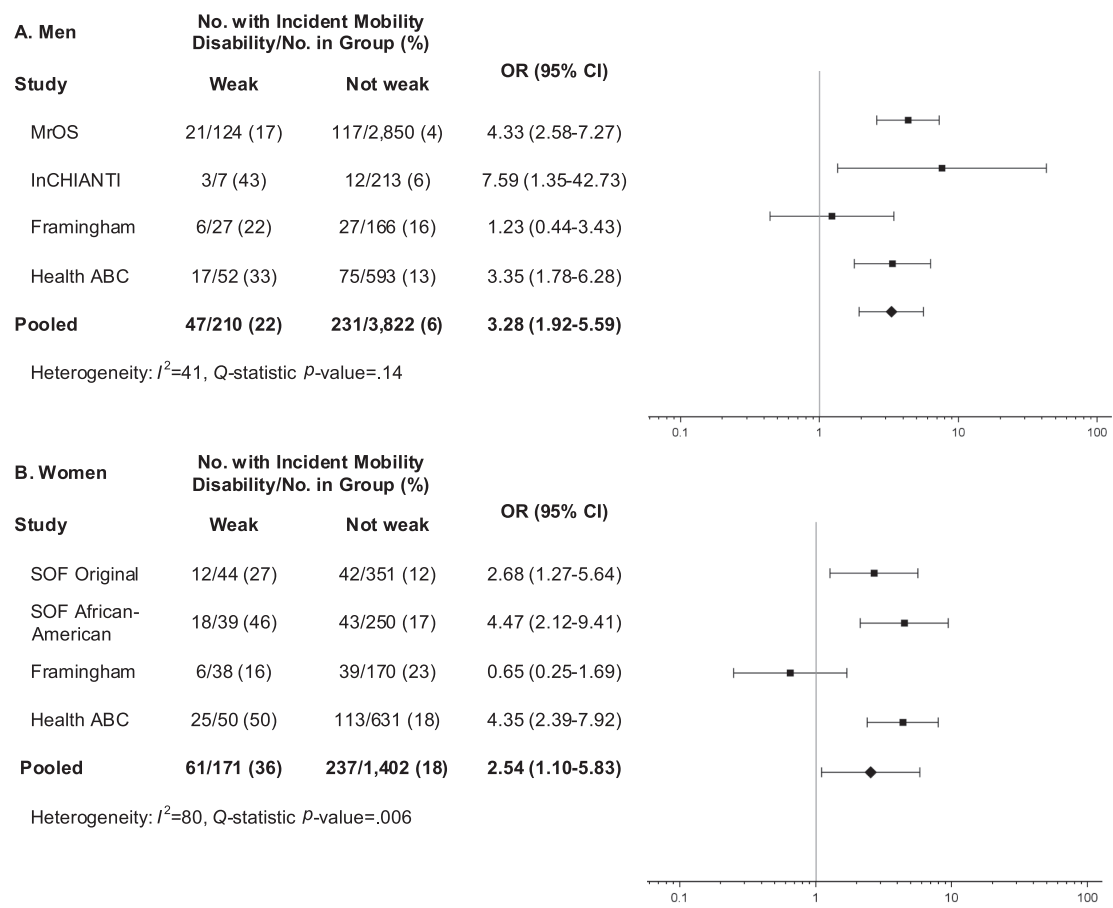 A. Men
No. with Incident Mobility
Disability/No. in Group (%)
OR (95% CI)
Study Weak Not weak
MrOS 21/124 (17) 117/2,850 (4) 4.33 (2.58-7.27)
InCHIANTI 3/7 (43) 12/213 (6) 7.59 (1.35-42.73)
Framingham 6/27 (22) 27/166 (16) 1.23 (0.44-3.43)
Health ABC 17/52 (33) 75/593 (13) 3.35 (1.78-6.28)
Pooled 47/210 (22) 231/3,822 (6) 3.28 (1.92-5.59)
Heterogeneity: I²=41, Q-statistic p-value=.14
0.1 1 10 100
B. Women
No. with Incident Mobility
Disability/No. in Group (%)
OR (95% CI)
Study Weak Not weak
SOF Original 12/44 (27) 42/351 (12) 2.68 (1.27-5.64)
SOF African-
American 18/39 (46) 43/250 (17) 4.47 (2.12-9.41)
Framingham 6/38 (16) 39/170 (23) 0.65 (0.25-1.69)
Health ABC 25/50 (50) 113/631 (18) 4.35 (2.39-7.92)
Pooled 61/171 (36) 237/1,402 (18) 2.54 (1.10-5.83)
Heterogeneity: I²=80, Q-statistic p-value=.006
0.1 1 10 100